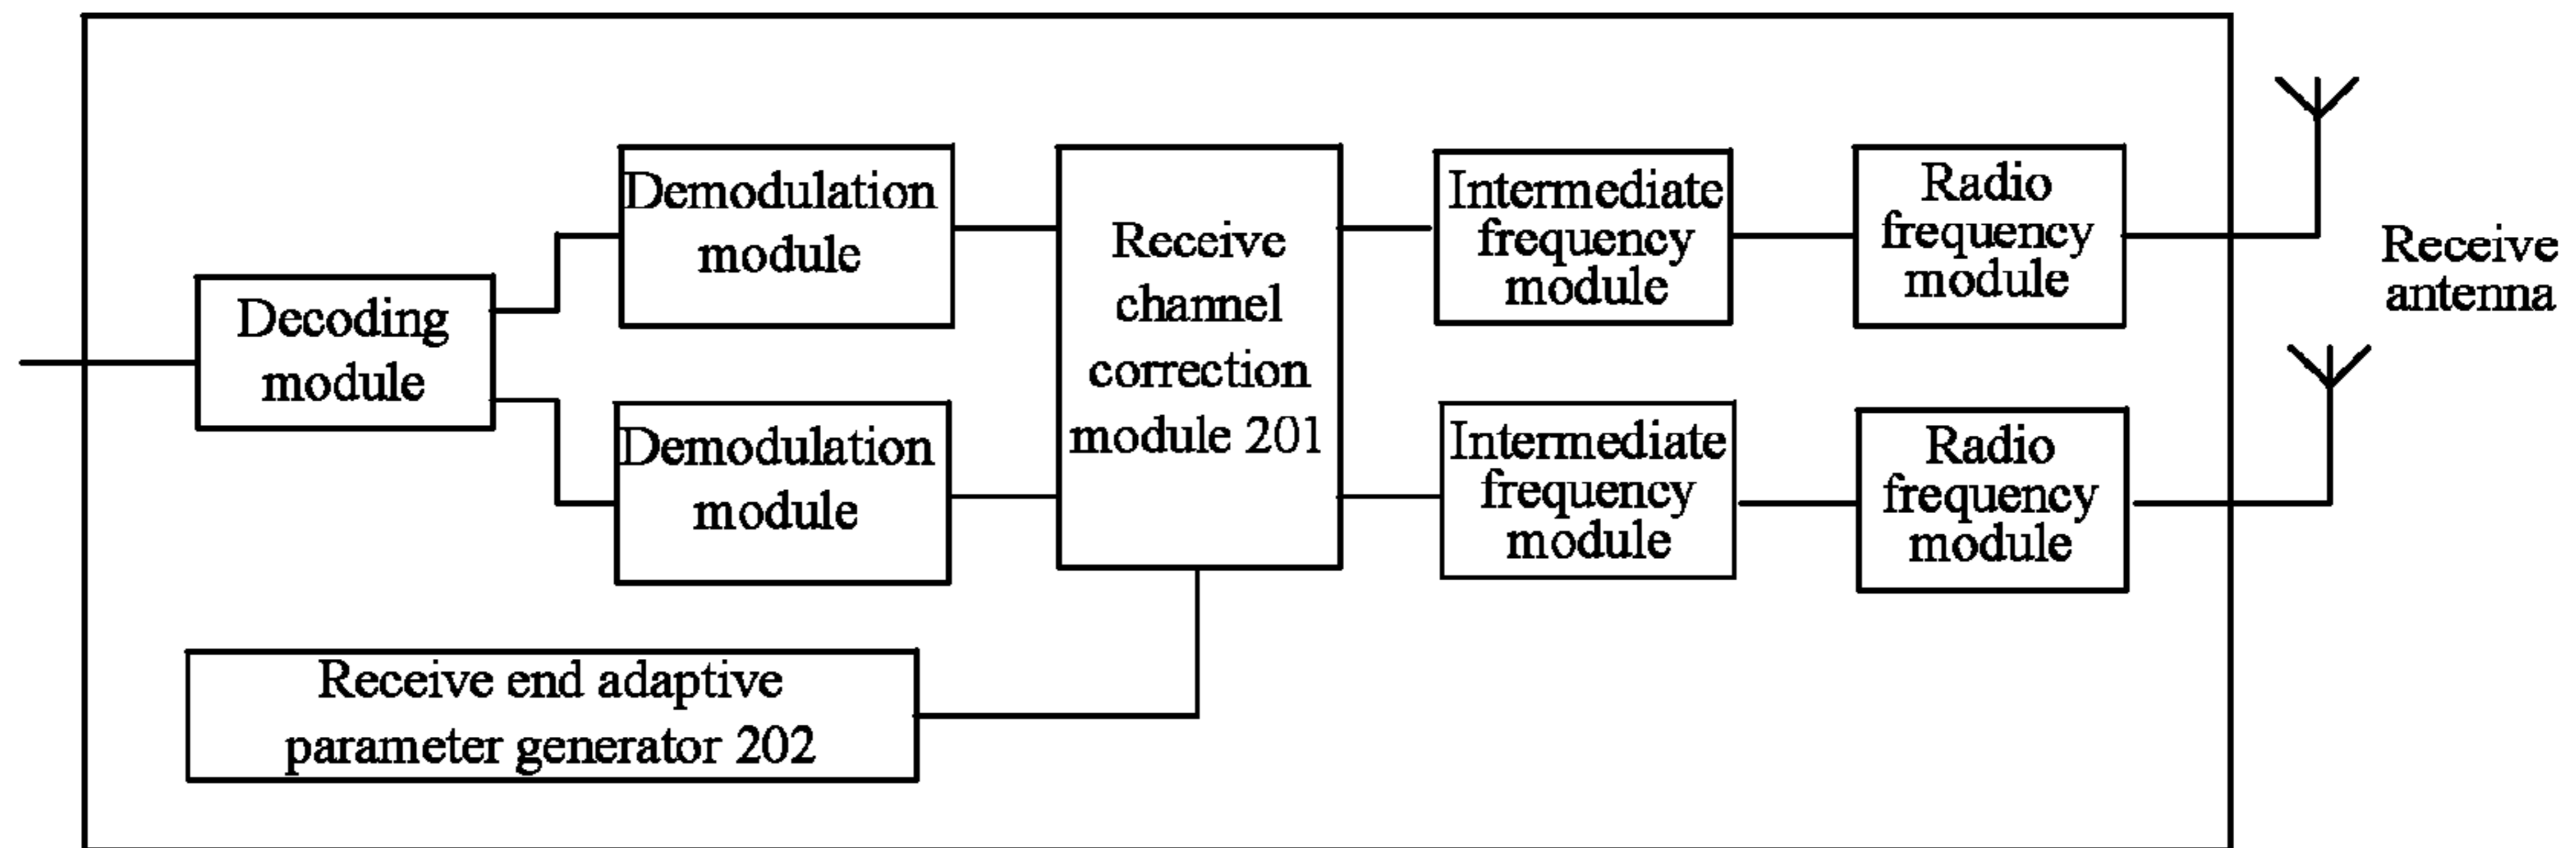 Decoding
module
Demodulation
module
Demodulation
module
Receive
channel
correction
module 201
Intermediate
frequency
module
Intermediate
frequency
module
Radio
frequency
module
Radio
frequency
module
Receive
antenna
Receive end adaptive
parameter generator 202